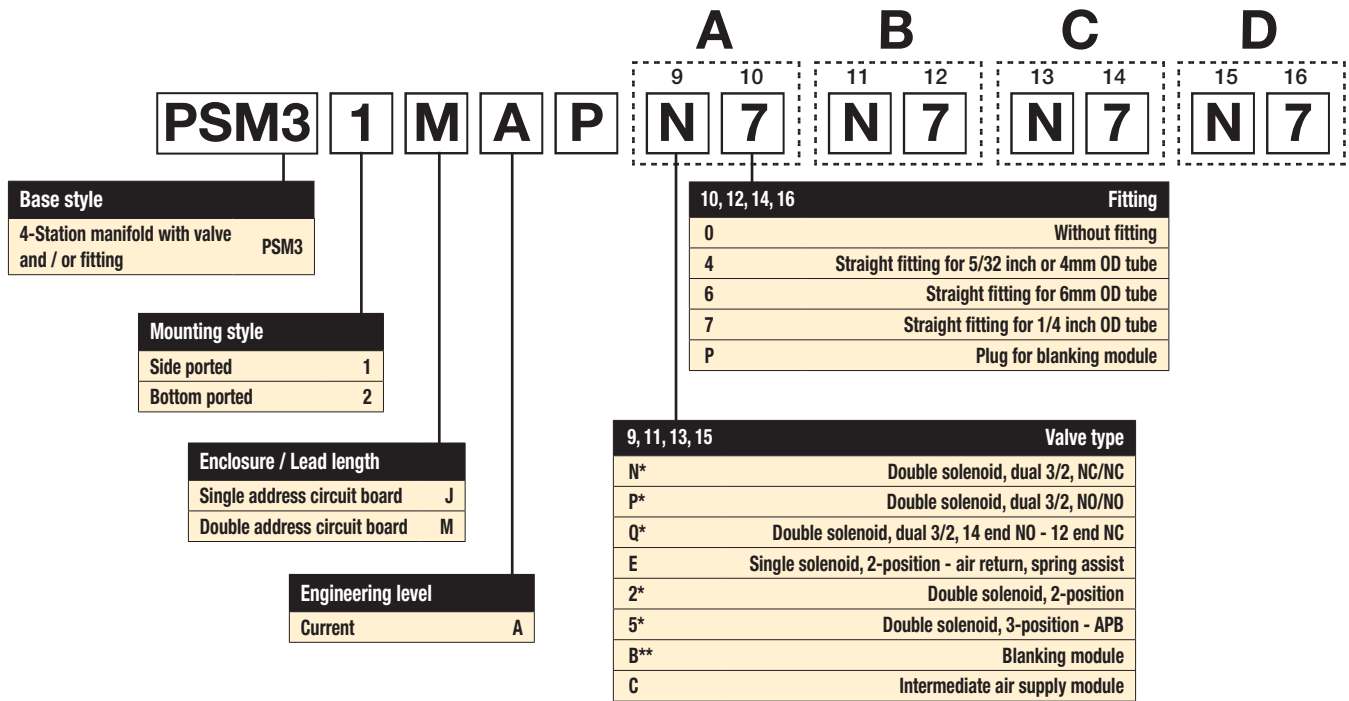 A B C D
9 10 11 12 13 14 15 16
PSM3 1 M A P N 7 N 7 N 7 N 7
Base style
4-Station manifold with valve
and / or fitting PSM3
10, 12, 14, 16 Fitting
0 Without fitting
4 Straight fitting for 5/32 inch or 4mm OD tube
6 Straight fitting for 6mm OD tube
7 Straight fitting for 1/4 inch OD tube
P Plug for blanking module
Mounting style
Side ported 1
Bottom ported 2
Enclosure / Lead length
Single address circuit board J
Double address circuit board M
Engineering level
Current A
9, 11, 13, 15 Valve type
N* Double solenoid, dual 3/2, NC/NC
P* Double solenoid, dual 3/2, NO/NO
Q* Double solenoid, dual 3/2, 14 end NO - 12 end NC
E Single solenoid, 2-position - air return, spring assist
2* Double solenoid, 2-position
5* Double solenoid, 3-position - APB
B** Blanking module
C Intermediate air supply module